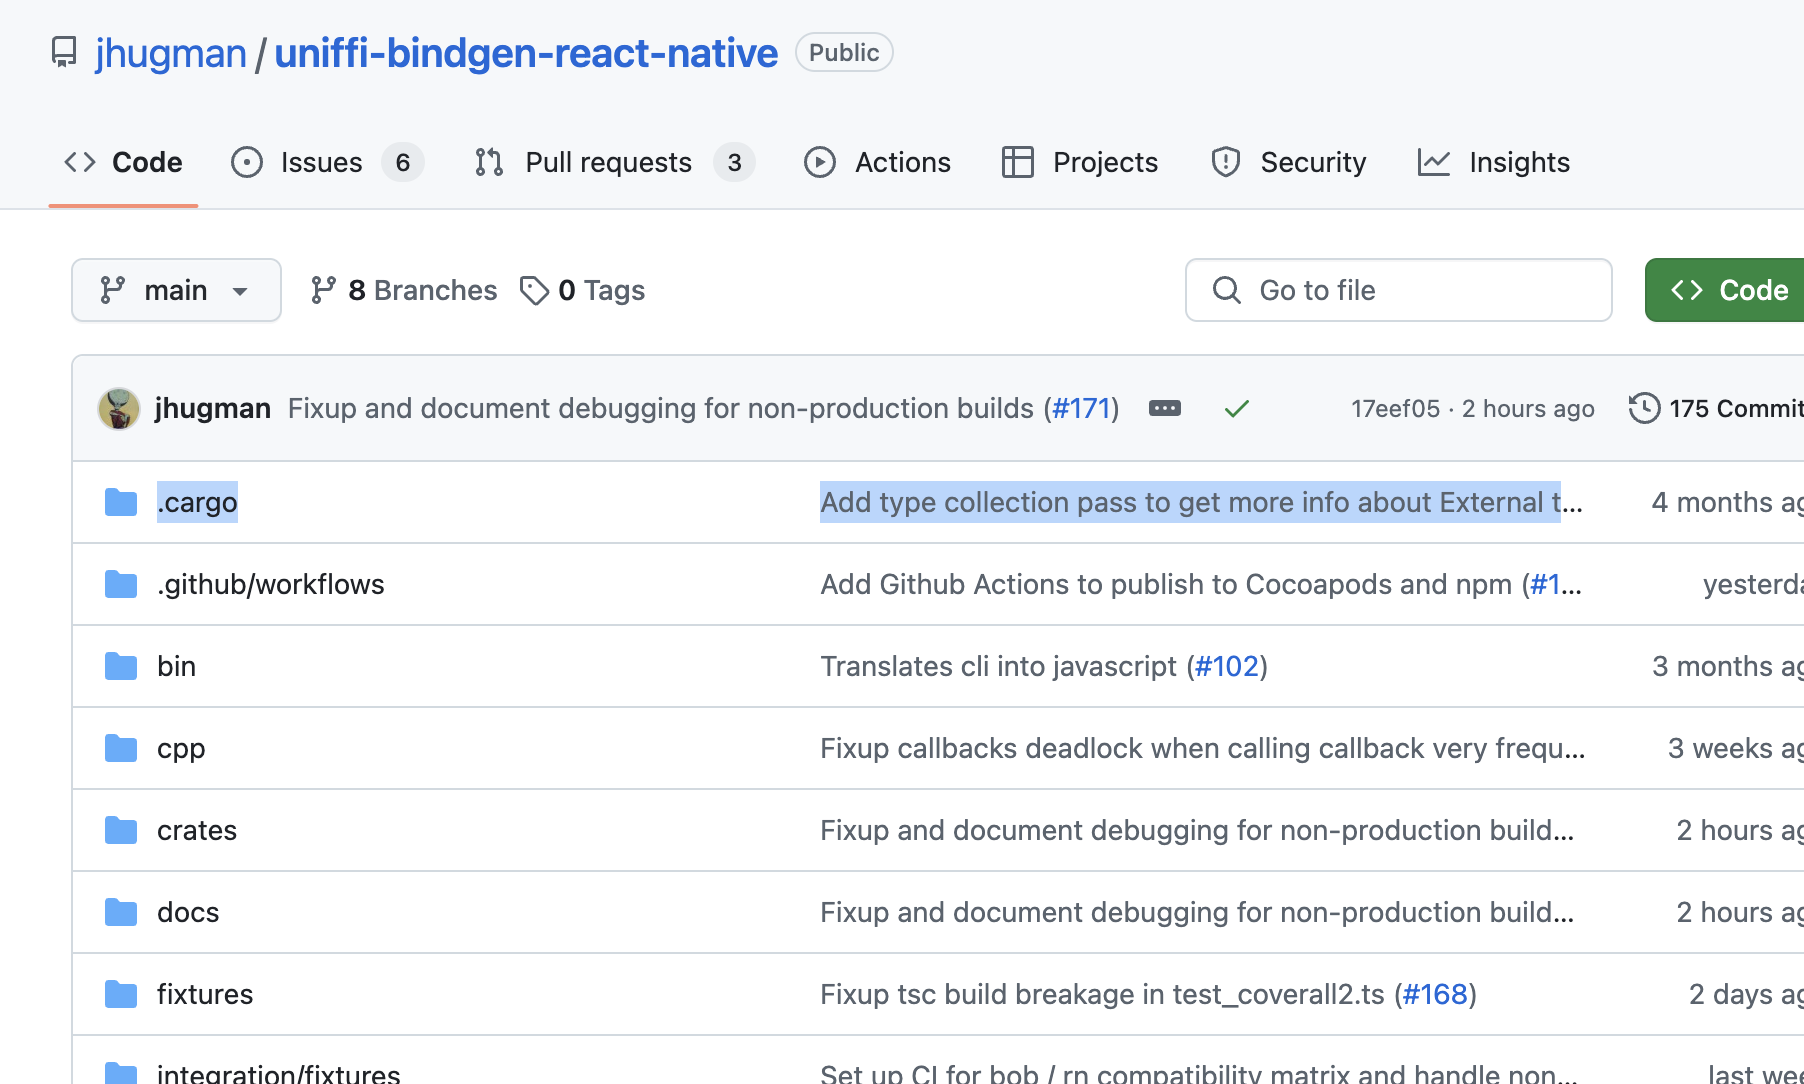 jhugman / uniffi-bindgen-react-native Public
Code Issues 6 Pull requests 3 Actions Projects Security Insights
main 8 Branches 0 Tags Go to file Code
jhugman Fixup and document debugging for non-production builds (#171) 17eef05 · 2 hours ago 175 Commit
.cargo Add type collection pass to get more info about External t... 4 months ag
.github/workflows Add Github Actions to publish to Cocoapods and npm (#1... yesterda
bin Translates cli into javascript (#102) 3 months ag
cpp Fixup callbacks deadlock when calling callback very frequ... 3 weeks ag
crates Fixup and document debugging for non-production build... 2 hours ag
docs Fixup and document debugging for non-production build... 2 hours ag
fixtures Fixup tsc build breakage in test_coverall2.ts (#168) 2 days ag
integration/fixtures Set up CI for bob / rn compatibility matrix and handle non... last wee